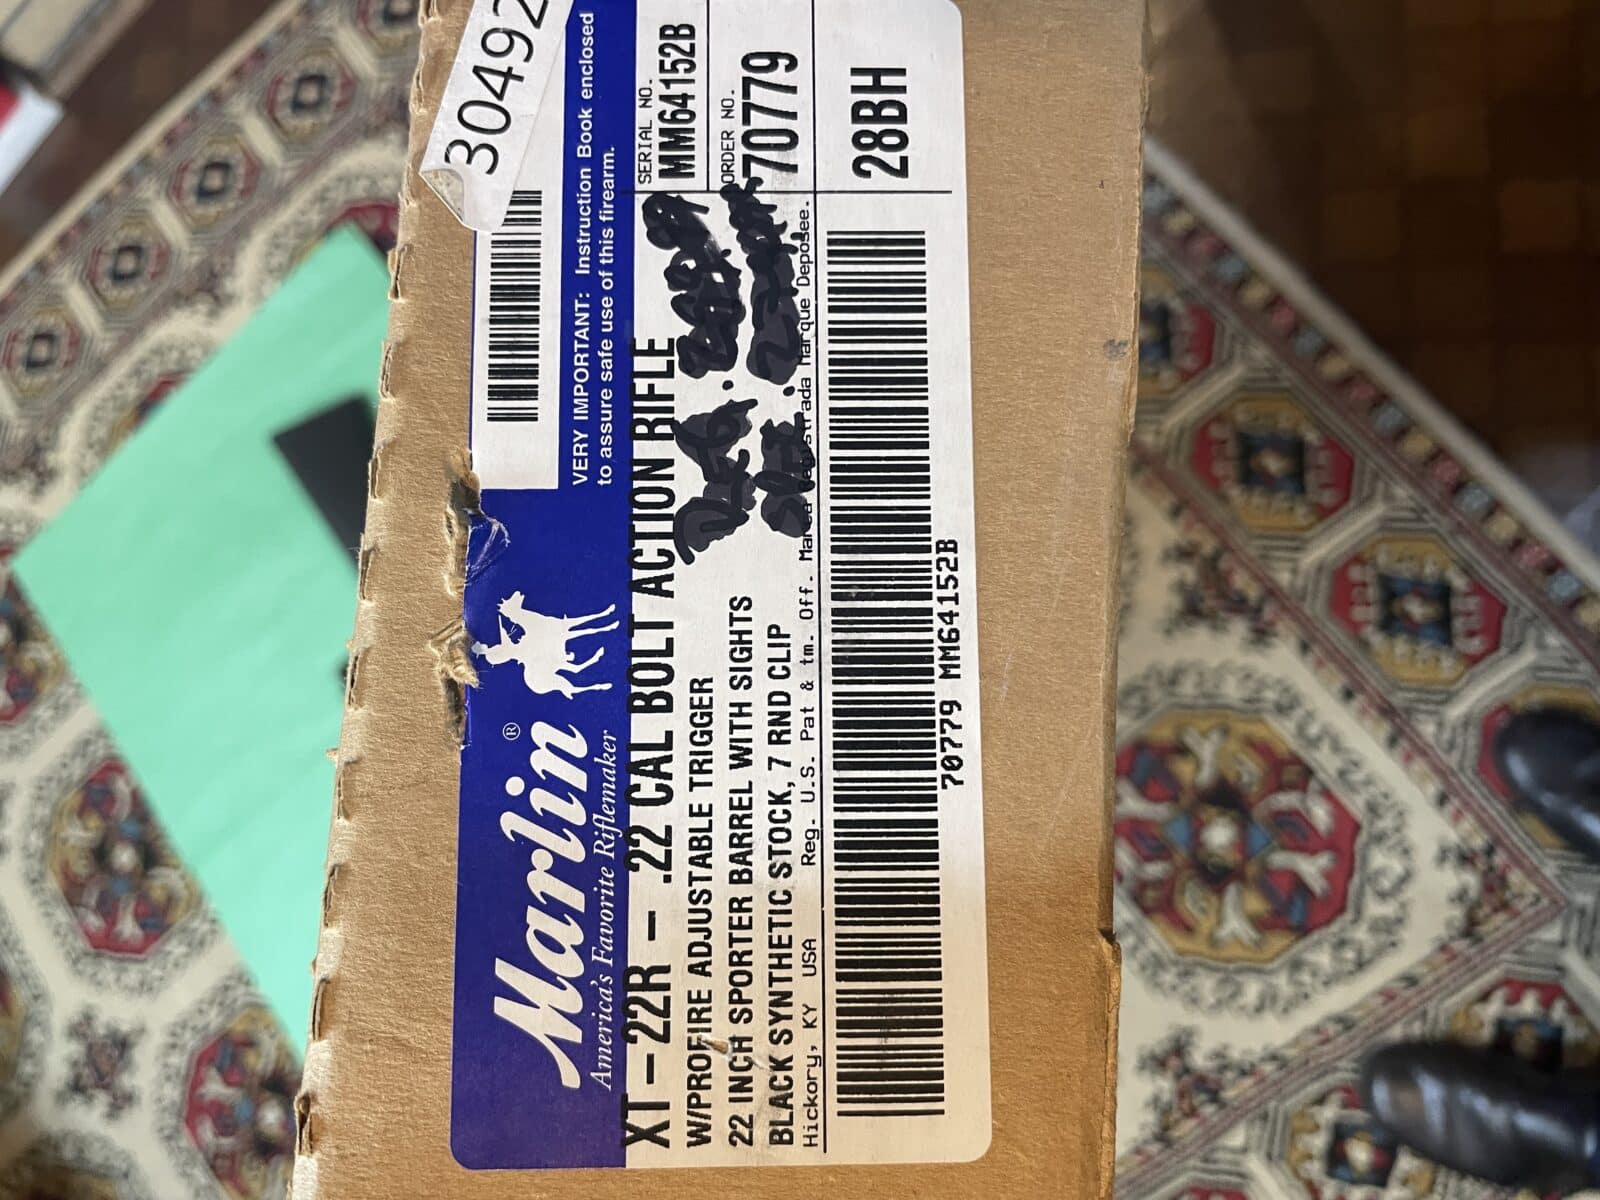 30492
VERY IMPORTANT: Instruction Book enclosed
to assure safe use of this firearm.
Marlin®
America's Favorite Riflemaker
XT-22R - .22 CAL BOLT ACTION RIFLE
W/PROFIRE ADJUSTABLE TRIGGER
22 INCH SPORTER BARREL WITH SIGHTS
BLACK SYNTHETIC STOCK, 7 RND CLIP
Hickory, KY USA Reg. U.S. Pat & tm. Off. Marca Registrada Marque Deposee.
SERIAL NO.
MM64152B
ORDER NO.
70779
28BH
70779 MM64152B